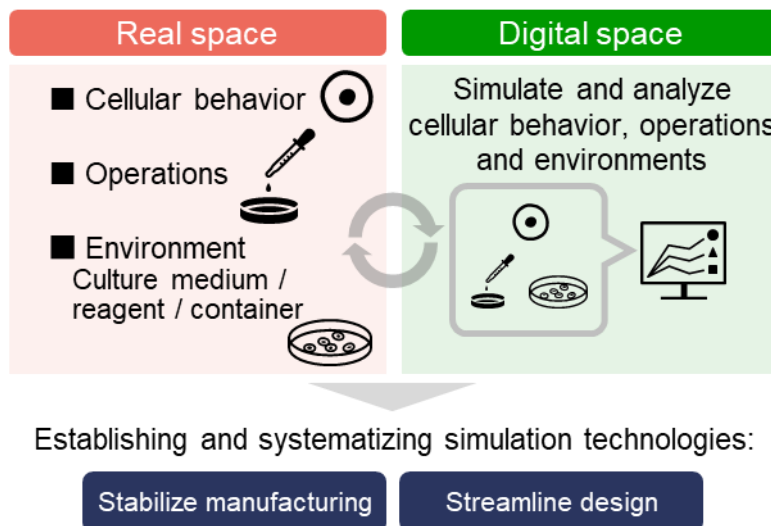 Real space
■ Cellular behavior
■ Operations
■ Environment
Culture medium /
reagent / container
Digital space
Simulate and analyze
cellular behavior, operations
and environments
Establishing and systematizing simulation technologies:
Stabilize manufacturing
Streamline design